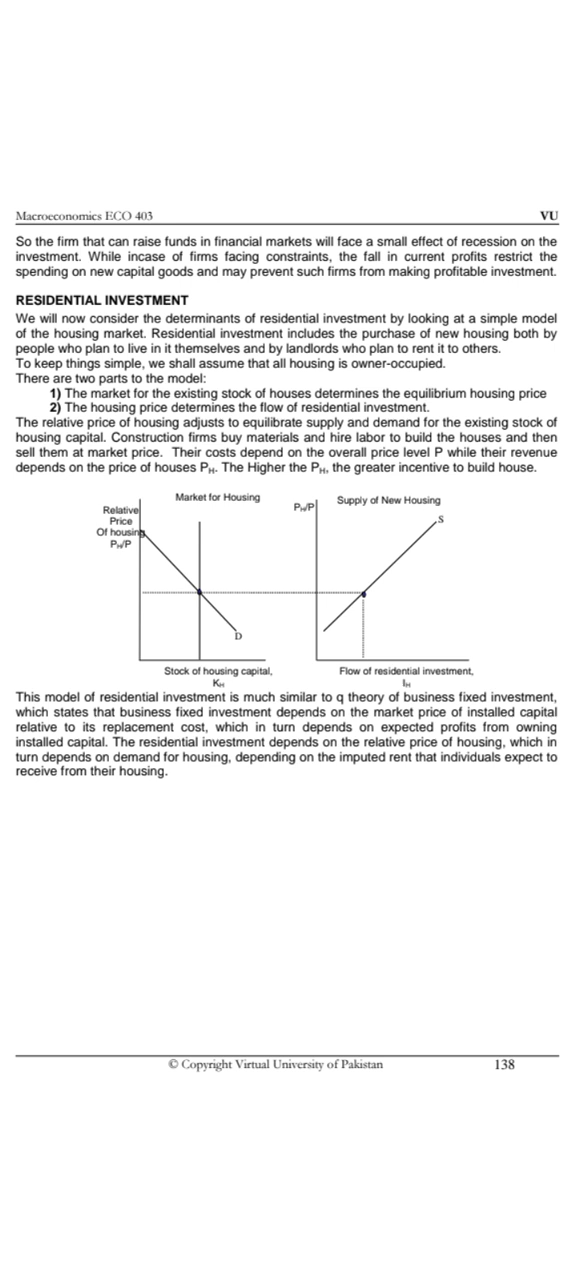 Macroeconomics ECO 403 VU
So the firm that can raise funds in financial markets will face a small effect of recession on the
investment. While incase of firms facing constraints, the fall in current profits restrict the
spending on new capital goods and may prevent such firms from making profitable investment.
RESIDENTIAL INVESTMENT
We will now consider the determinants of residential investment by looking at a simple model
of the housing market. Residential investment includes the purchase of new housing both by
people who plan to live in it themselves and by landlords who plan to rent it to others.
To keep things simple, we shall assume that all housing is owner-occupied.
There are two parts to the model:
1) The market for the existing stock of houses determines the equilibrium housing price
2) The housing price determines the flow of residential investment.
The relative price of housing adjusts to equilibrate supply and demand for the existing stock of
housing capital. Construction firms buy materials and hire labor to build the houses and then
sell them at market price. Their costs depend on the overall price level P while their revenue
depends on the price of houses PH. The Higher the PH, the greater incentive to build house.
Market for Housing
Relative
Price
Of housing
PH/P
D
Stock of housing capital,
KH
Supply of New Housing
PH/P
S
Flow of residential investment,
IH
This model of residential investment is much similar to q theory of business fixed investment,
which states that business fixed investment depends on the market price of installed capital
relative to its replacement cost, which in turn depends on expected profits from owning
installed capital. The residential investment depends on the relative price of housing, which in
turn depends on demand for housing, depending on the imputed rent that individuals expect to
receive from their housing.
© Copyright Virtual University of Pakistan 138